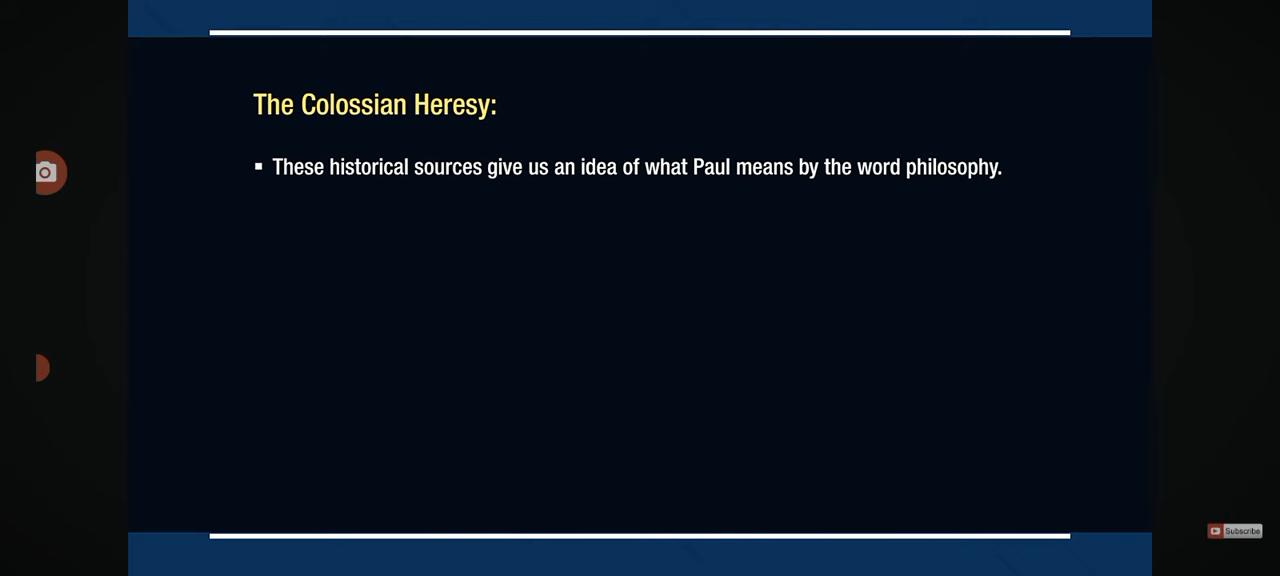 The Colossian Heresy:
▪ These historical sources give us an idea of what Paul means by the word philosophy.
Subscribe